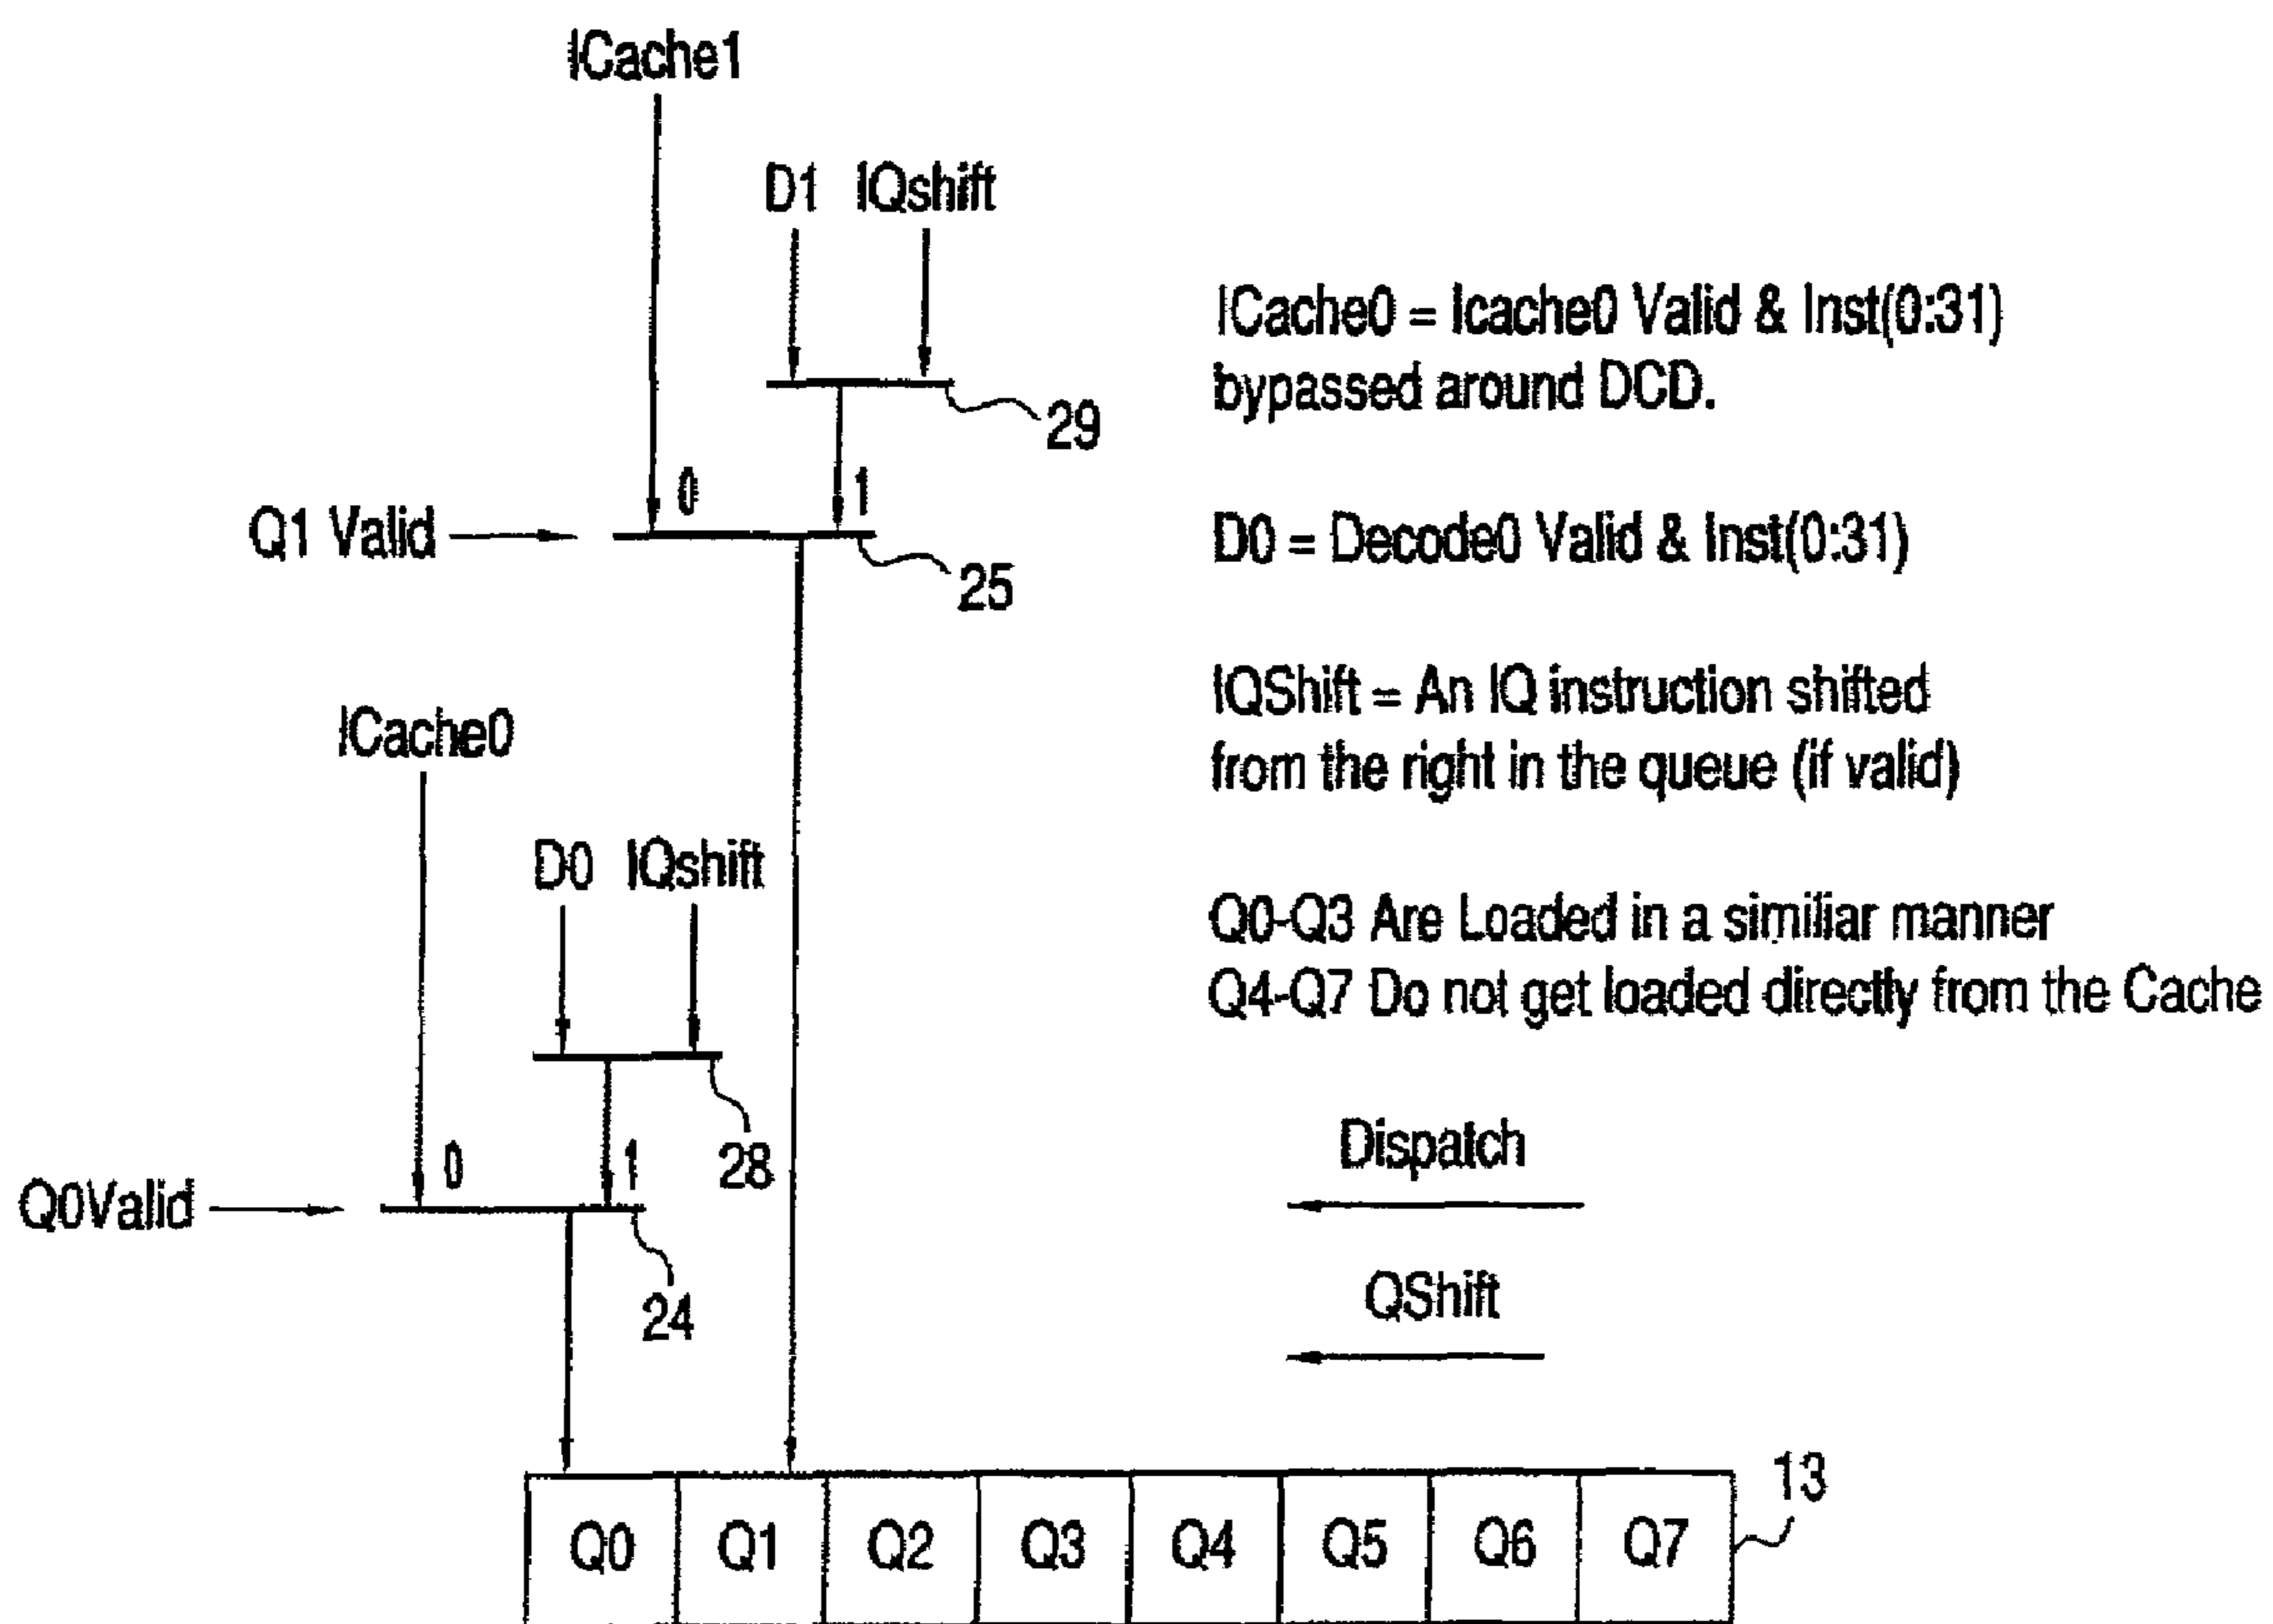 ICache1
D1 IQshift
ICache0 = Icache0 Valid & Inst(0:31)
bypassed around DCD.
29
0
1
Q1 Valid
D0 = Decode0 Valid & Inst(0:31)
25
IQShift = An IQ instruction shifted
from the right in the queue (if valid)
ICache0
D0 IQshift
Q0-Q3 Are Loaded in a similiar manner
Q4-Q7 Do not get loaded directly from the Cache
28
0
1
Q0Valid
Dispatch
24
QShift
13
Q0 Q1 Q2 Q3 Q4 Q5 Q6 Q7